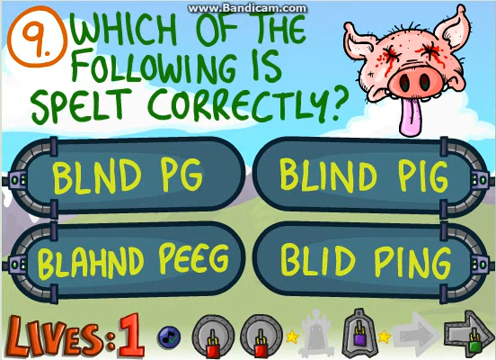 www.Bandicam.com
9. WHICH OF THE
FOLLOWING IS
SPELT CORRECTLY?
BLND PG
BLIND PIG
BLAHND PEEG
BLID PING
LIVES:1